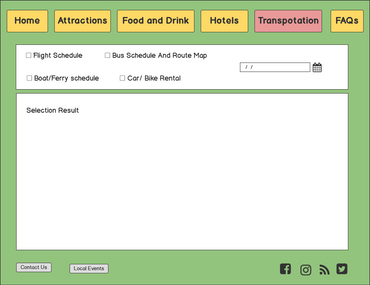 Home Attractions Food and Drink Hotels Transpotation FAQs
Flight Schedule Bus Schedule And Route Map
/ /
Boat/Ferry schedule Car/ Bike Rental
Selection Result
Contact Us Local Events